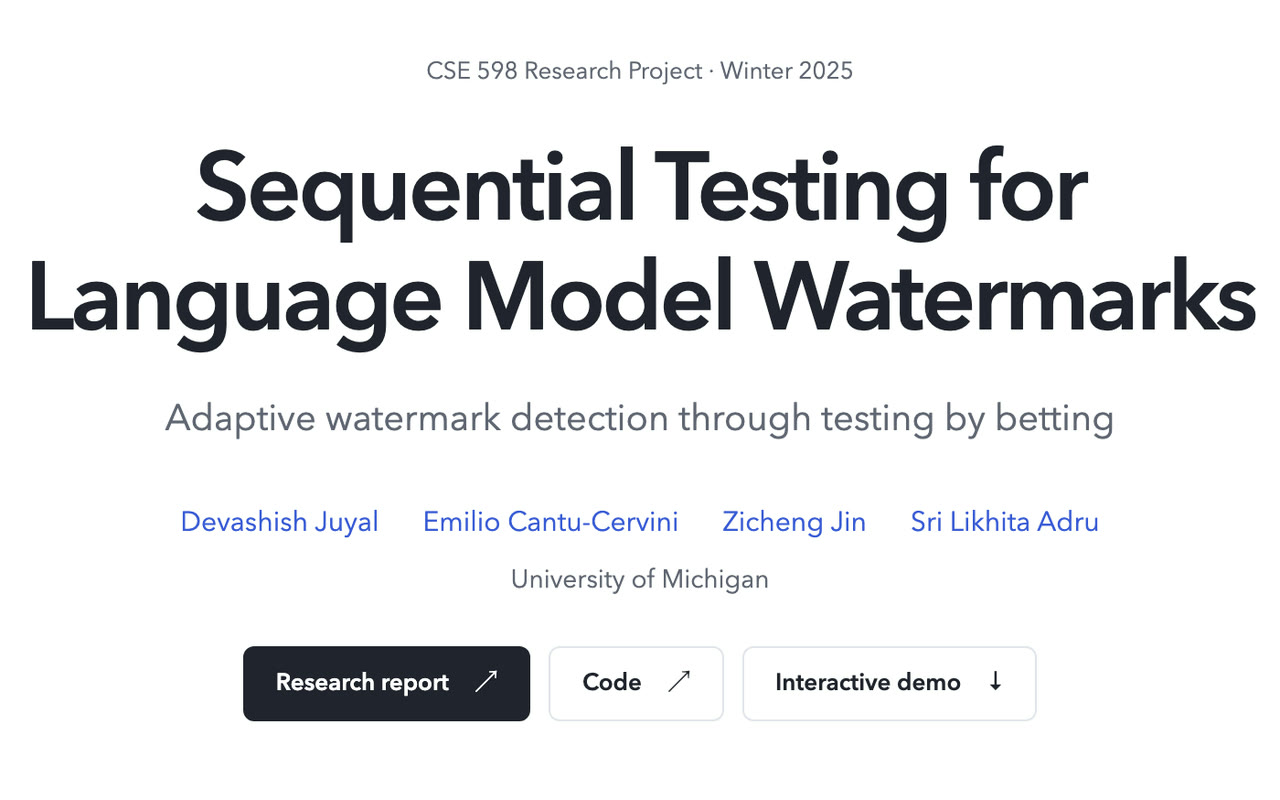 CSE 598 Research Project · Winter 2025
Sequential Testing for
Language Model Watermarks
Adaptive watermark detection through testing by betting
Devashish Juyal Emilio Cantu-Cervini Zicheng Jin Sri Likhita Adru
University of Michigan
Research report ↗ Code ↗ Interactive demo ↓